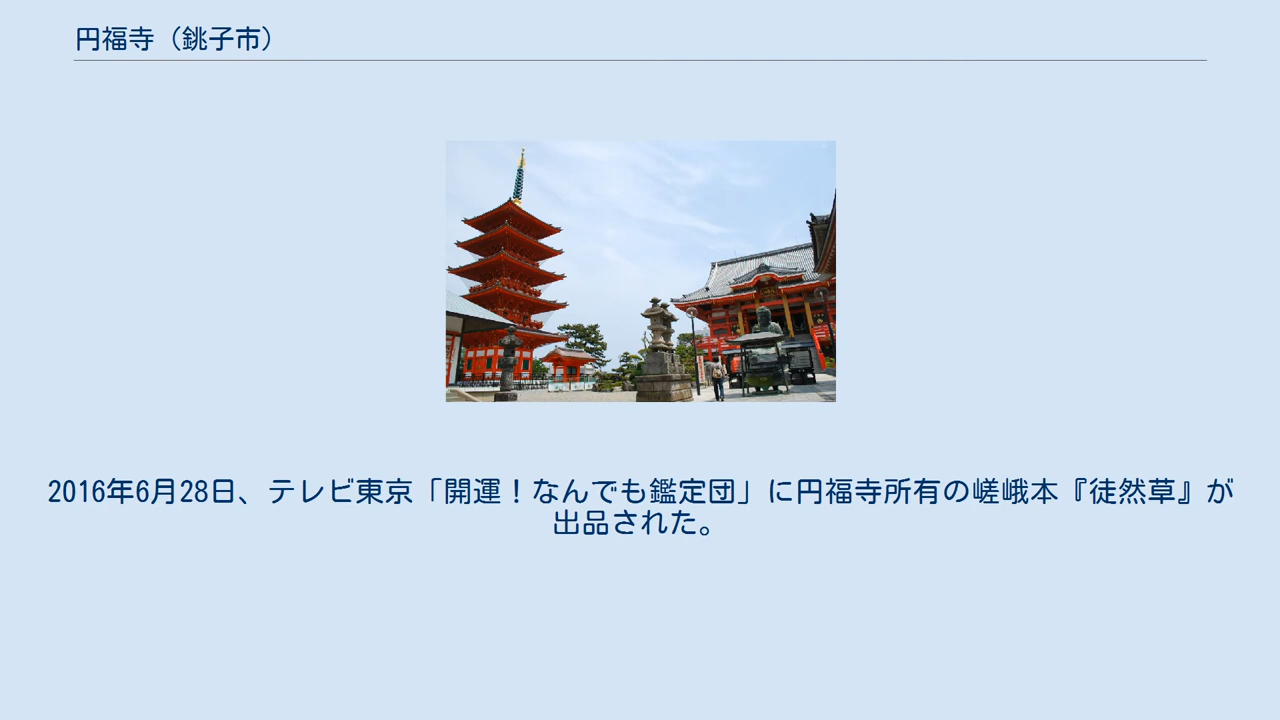 円福寺（銚子市）
2016年6月28日、テレビ東京「開運！なんでも鑑定団」に円福寺所有の嵯峨本『徒然草』が
出品された。